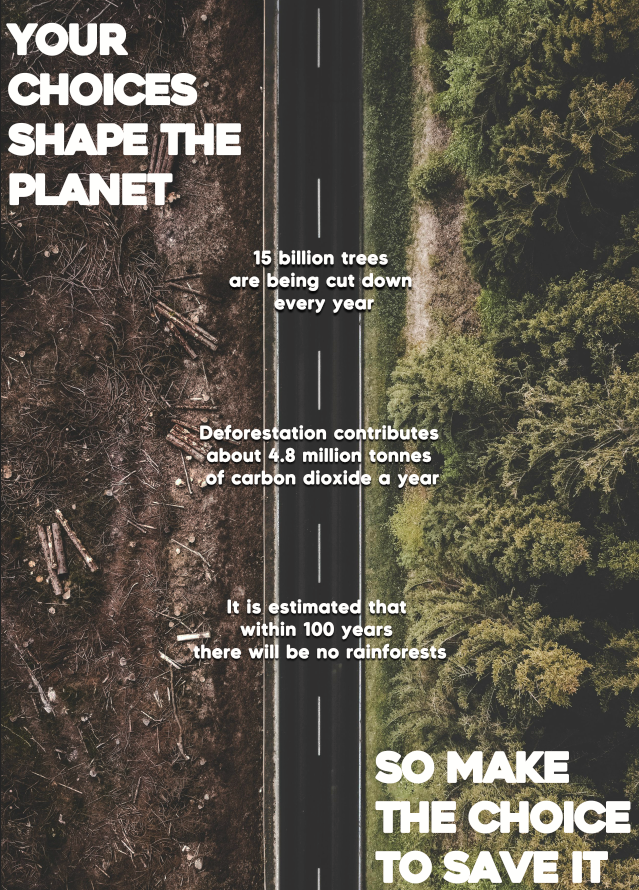 YOUR
CHOICES
SHAPE THE
PLANET
15 billion trees
are being cut down
every year
Deforestation contributes
about 4.8 million tonnes
of carbon dioxide a year
It is estimated that
within 100 years
there will be no rainforests
SO MAKE
THE CHOICE
TO SAVE IT